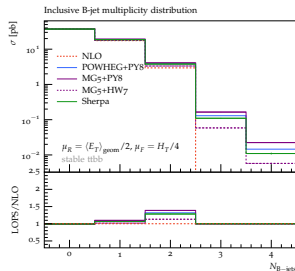 Inclusive B-jet multiplicity distribution
σ [pb]
10¹
1
10⁻¹
10⁻²
NLO
POWHEG+PY8
MG5+PY8
MG5+HW7
Sherpa
μ_R = ⟨E_T⟩_geom/2, μ_F = H_T/4
stable ttbb
LOPS/NLO
2.5
2
1.5
1
0.5
0 1 2 3 4
N_B−jets